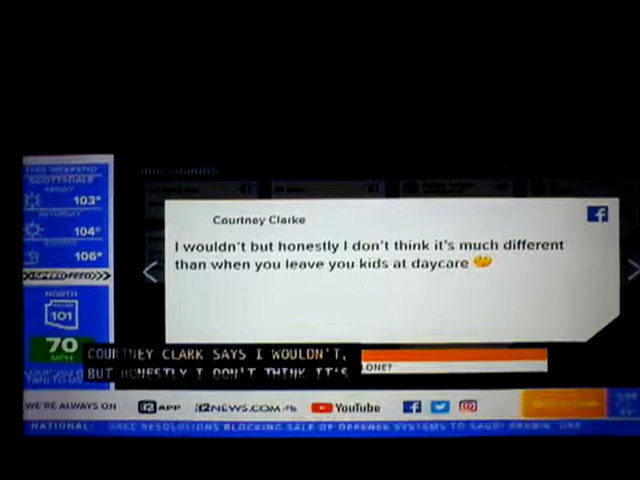 THIS WEEKEND
SCOTTSDALE
FRIDAY
103°
SATURDAY
104°
SUNDAY
106°
SPEED FEED
NORTH
101
70
MPH
Courtney Clarke
I wouldn't but honestly I don't think it's much different
than when you leave you kids at daycare
COURTNEY CLARK SAYS I WOULDN'T,
BUT HONESTLY I DON'T THINK IT'S
LONE?
WE'RE ALWAYS ON
12 APP
12NEWS.COM
YouTube
NATIONAL: RESOLUTIONS BLOCKING SALE OF DEFENSE SYSTEMS TO SAUDI ARABIA, UAE